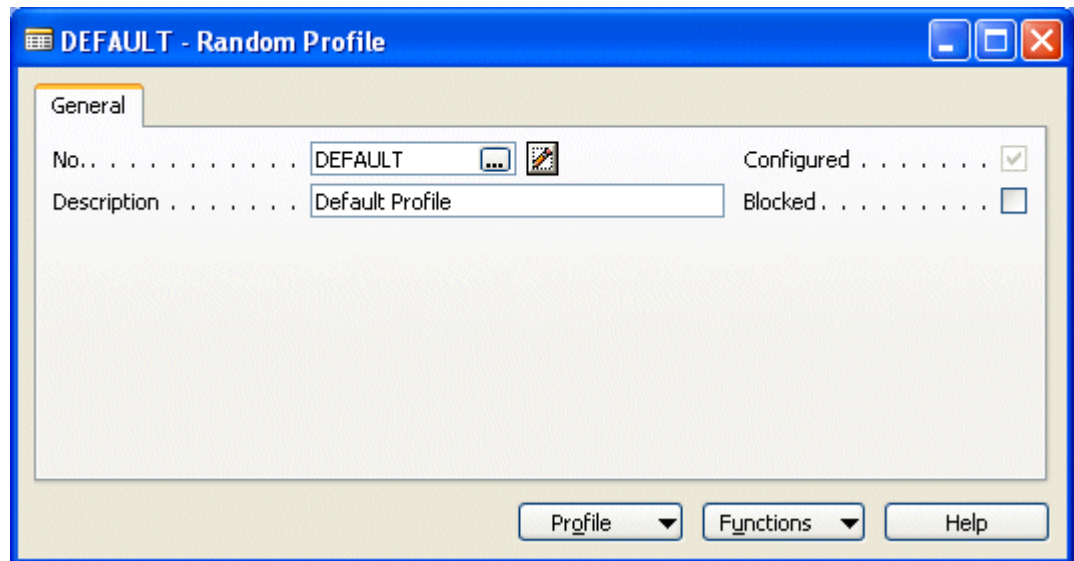 DEFAULT - Random Profile
General
No.. . . . . . . . . . . . DEFAULT ... Configured . . . . . . .
Description . . . . . . . Default Profile Blocked. . . . . . . . . .
Profile Functions Help